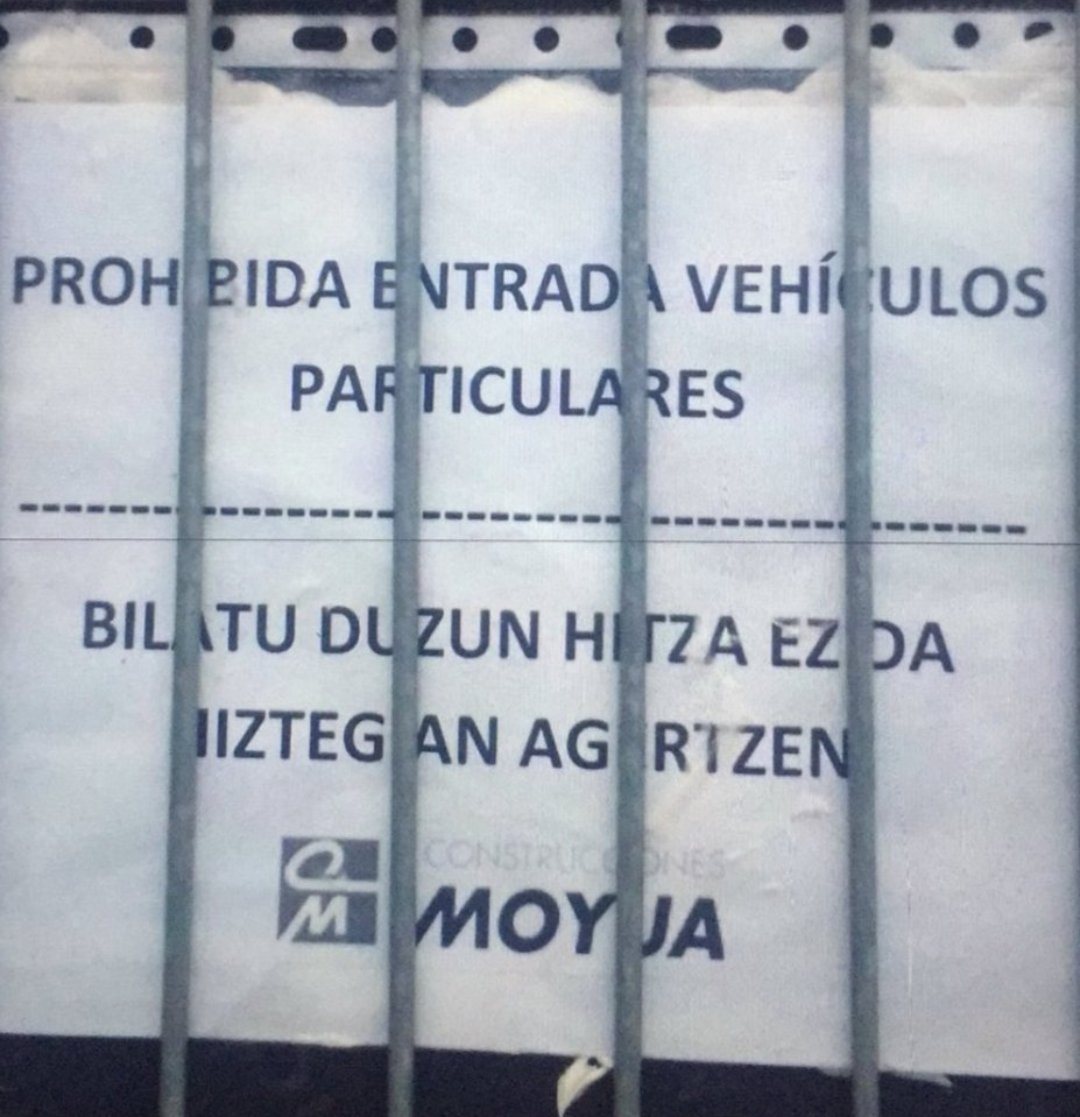 PROHIBIDA ENTRADA VEHÍCULOS
PARTICULARES
BILATU DUZUN HITZA EZ DA
HIZTEGIAN AGERTZEN
CONSTRUCCIONES
MOYUA